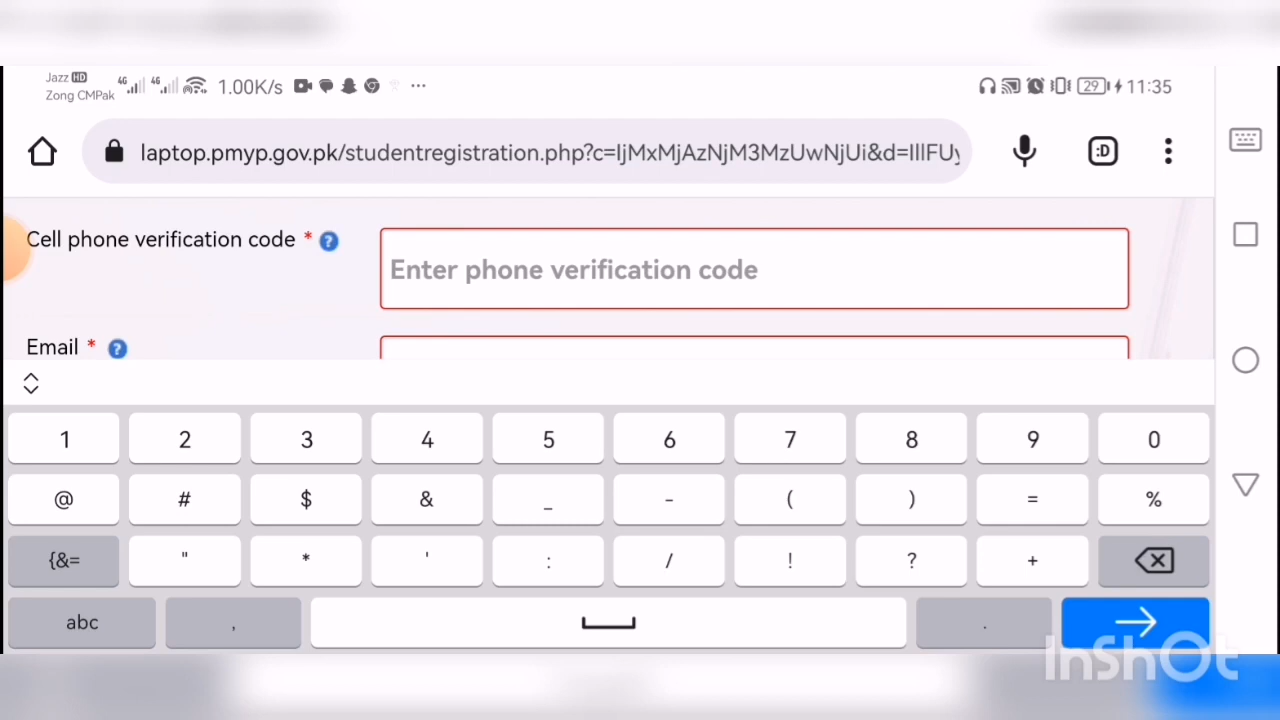 Jazz HD
Zong CMPak
4G 4G 1.00K/s ... 29 11:35
laptop.pmyp.gov.pk/studentregistration.php?c=IjMxMjAzNjM3MzUwNjUi&d=IllFUy
:D
Cell phone verification code * ?
Enter phone verification code
Email * ?
1 2 3 4 5 6 7 8 9 0
@ # $ & _ - ( ) = %
{&= " * ' : / ! ? +
abc , .
InShOt